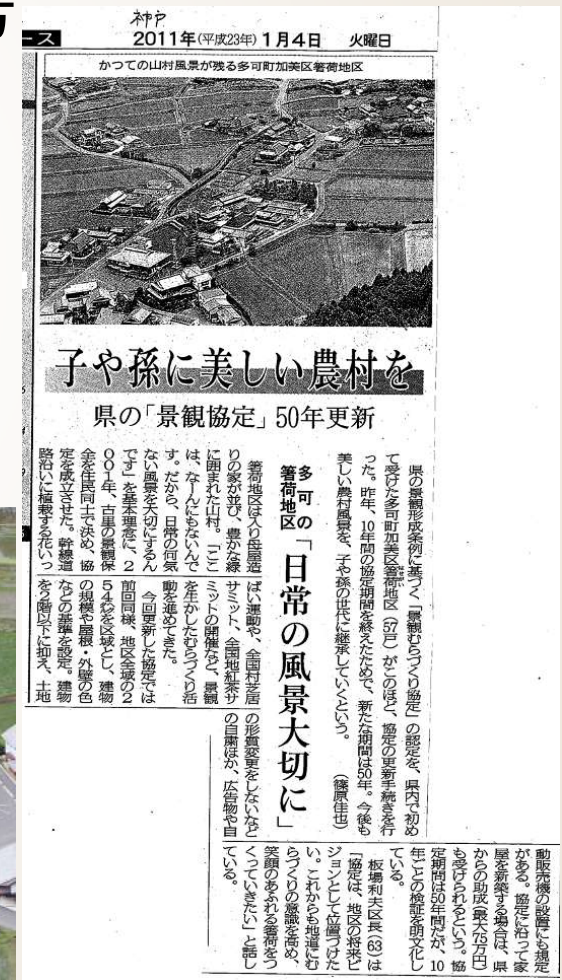 方
ース
神戸
2011年(平成23年)1月4日 火曜日
かつての山村風景が残る多可町加美区箸荷地区
子や孫に美しい農村を
県の「景観協定」50年更新
県の景観形成条例に基づく「景観むらづくり協定」の認定を、県内で初め
て受けた多可町加美区箸荷地区(57戸)がこのほど、協定の更新手続きを行
った。昨年、10年間の協定期間を終えたためで、新たな期間は50年。今後も
美しい農村風景を、子や孫の世代に継承していくという。 (篠原佳也)
多可の
箸荷地区
「日常の風景大切に」
箸荷地区は入り母屋造
りの家が並び、豊かな緑
に囲まれた山村。「ここ
は、なーんにもないんで
す。だから、日常の何気
ない風景を大切にするん
です」を基本理念に、2
001年、古里の景観保
全を住民同士で決め、協
定を成立させた。幹線道
路沿いに植栽する花いっ
ぱい運動や、全国村芝居
サミット、全国地紅茶サ
ミットの開催など、景観
を生かしたむらづくり活
動を進めてきた。
今回更新した協定では
前回同様、地区全域の2
54㌶を区域とし、建物
の規模や屋根・外壁の色
などの基準を設定。建物
を2階以下に抑え、土地
の形質変更をしないなど
の自粛ほか、広告物や自
動販売機の設置にも規定
がある。協定に沿って家
屋を新築する場合は、県
からの助成(最大75万円)
も受けられるという。協
定期間は50年間だが、10
年ごとの検証を明文化し
ている。
板場利夫区長(63)は
「協定は、地区の将来ビ
ジョンとして位置づけた
い。これからも地道にむ
らづくりの意識を高め、
笑顔のあふれる箸荷をつ
くっていきたい」と話し
ている。